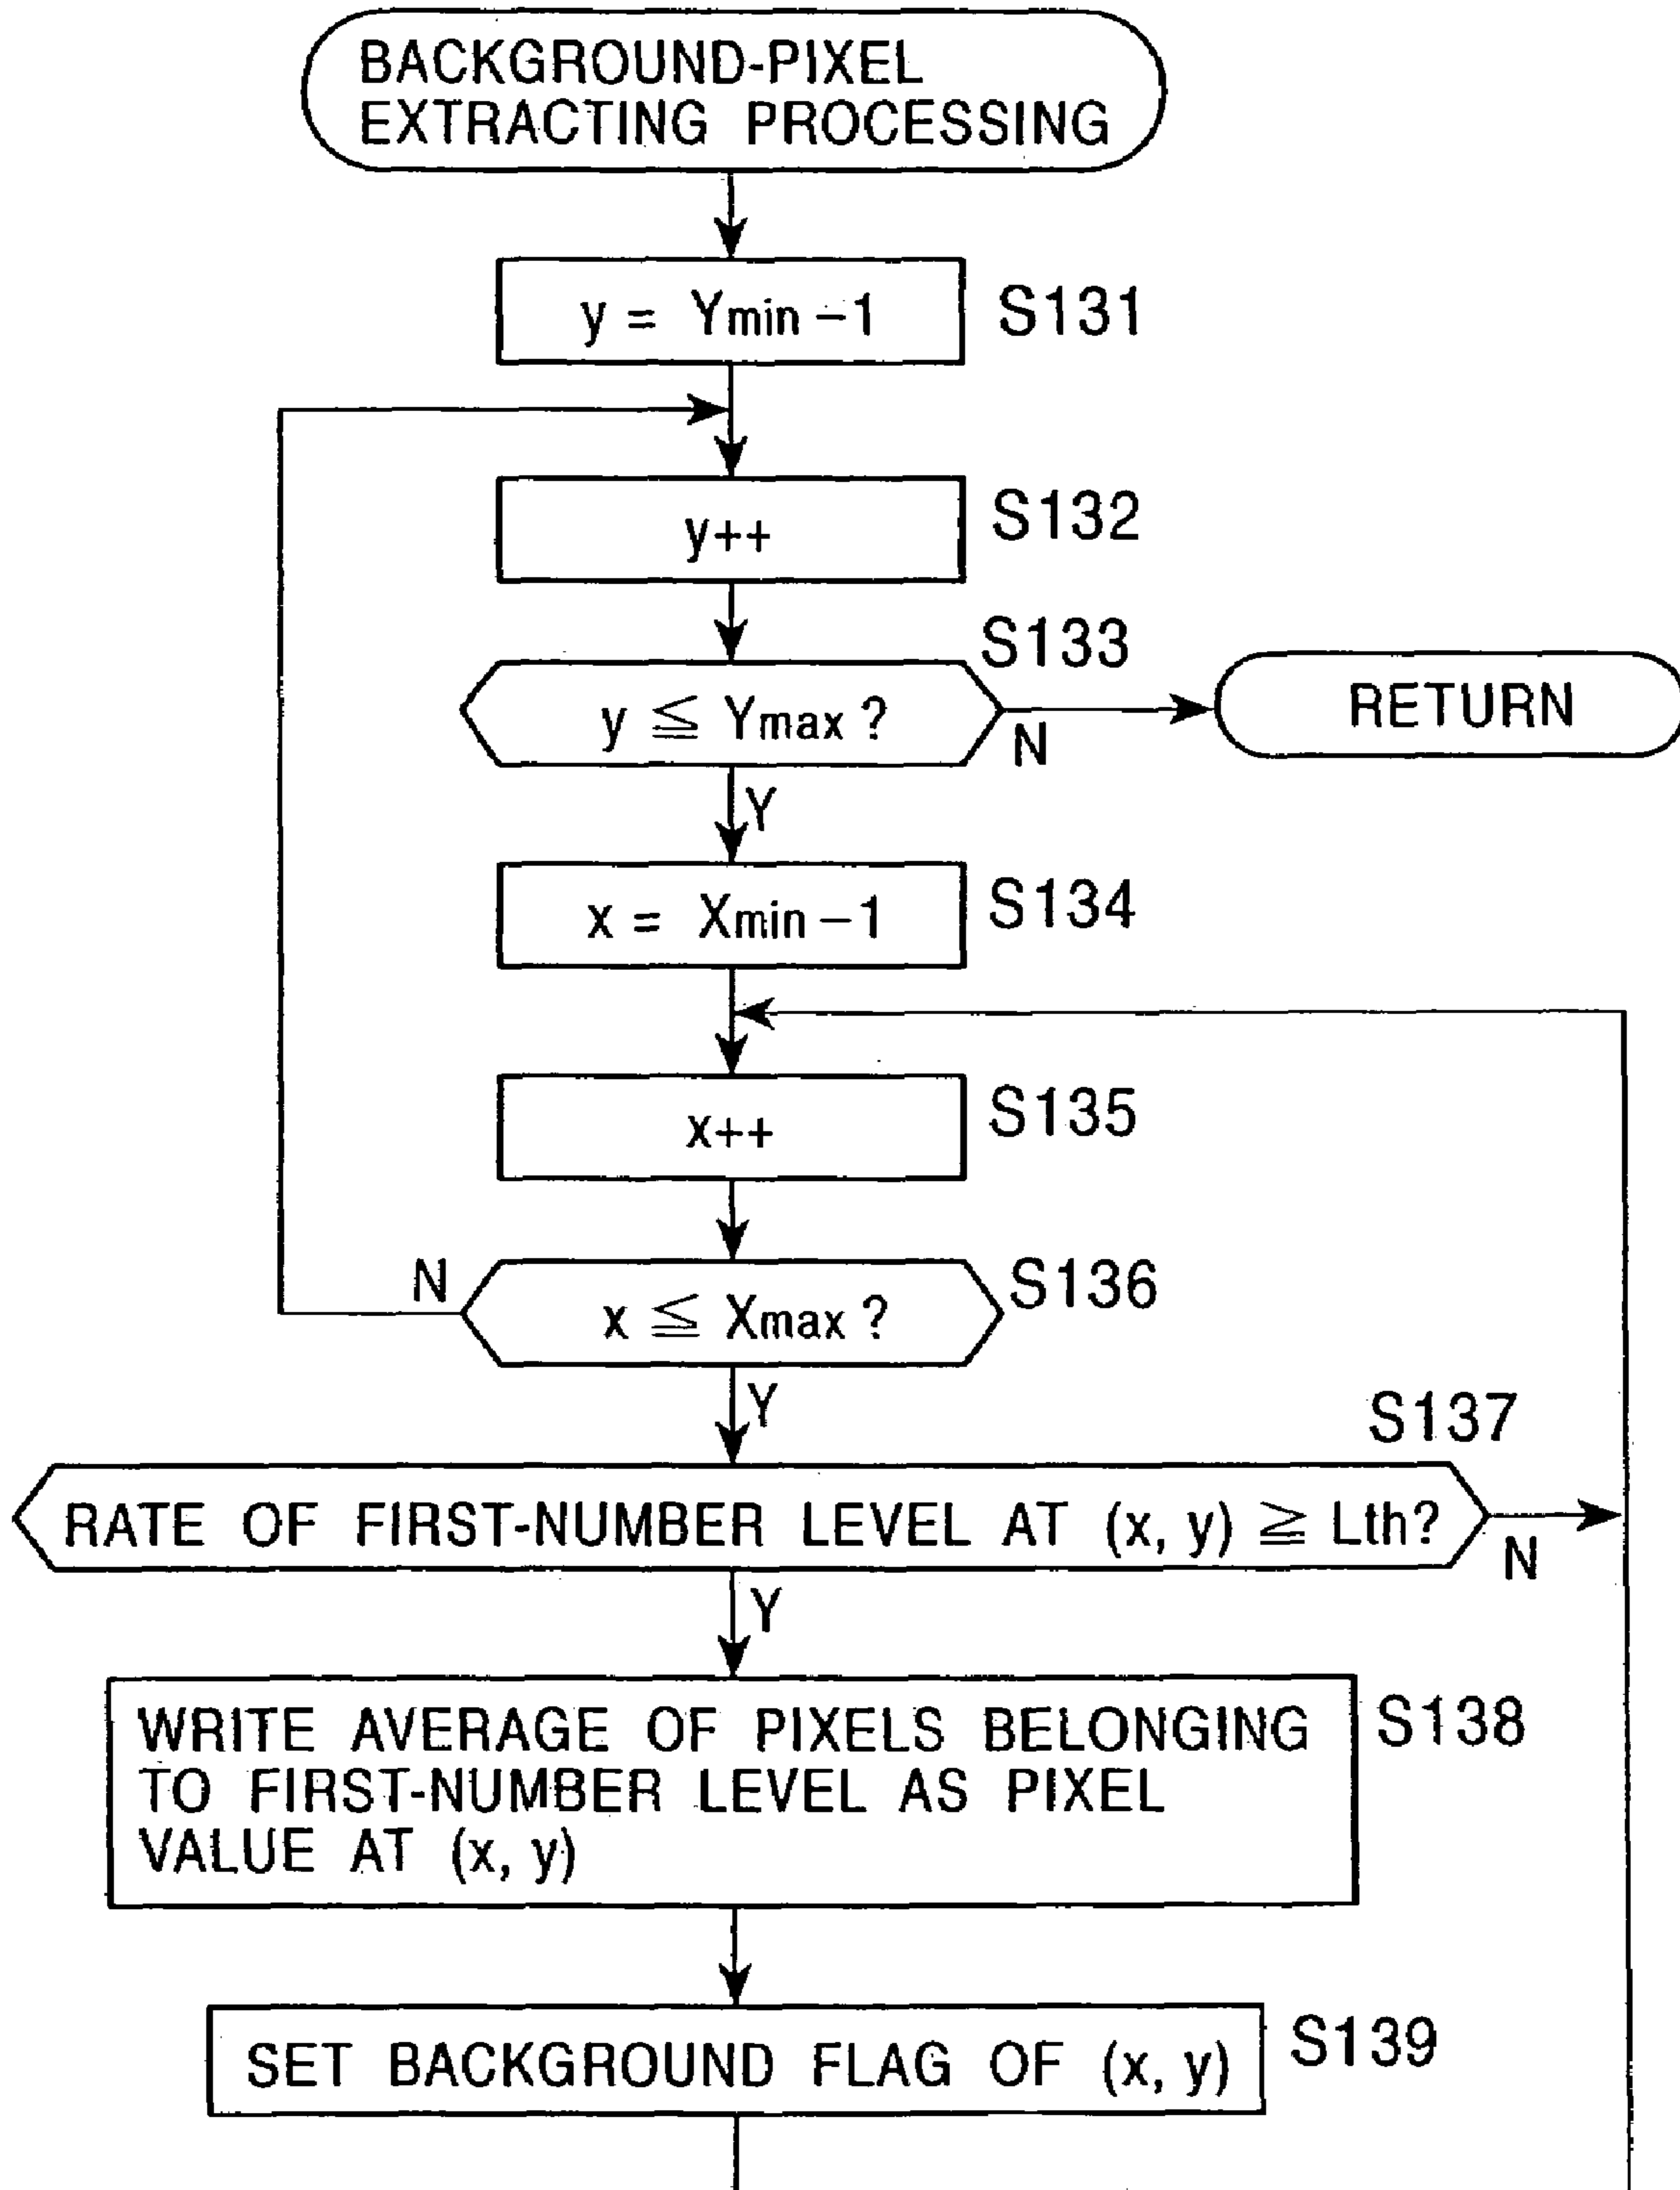 BACKGROUND-PIXEL
EXTRACTING PROCESSING
y = Ymin −1
S131
y++
S132
S133
y ≦ Ymax ?
N
RETURN
Y
x = Xmin −1
S134
x++
S135
N
x ≦ Xmax ?
S136
Y
S137
RATE OF FIRST-NUMBER LEVEL AT (x, y) ≧ Lth?
N
Y
WRITE AVERAGE OF PIXELS BELONGING
TO FIRST-NUMBER LEVEL AS PIXEL
VALUE AT (x, y)
S138
SET BACKGROUND FLAG OF (x, y)
S139